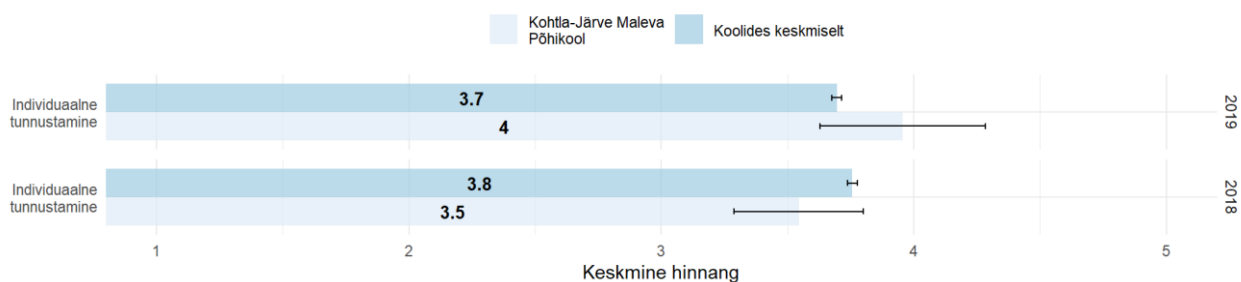 Kohtla-Järve Maleva
Põhikool
Koolides keskmiselt
Individuaalne
tunnustamine
3.7
4
2019
Individuaalne
tunnustamine
3.8
3.5
2018
1 2 3 4 5
Keskmine hinnang